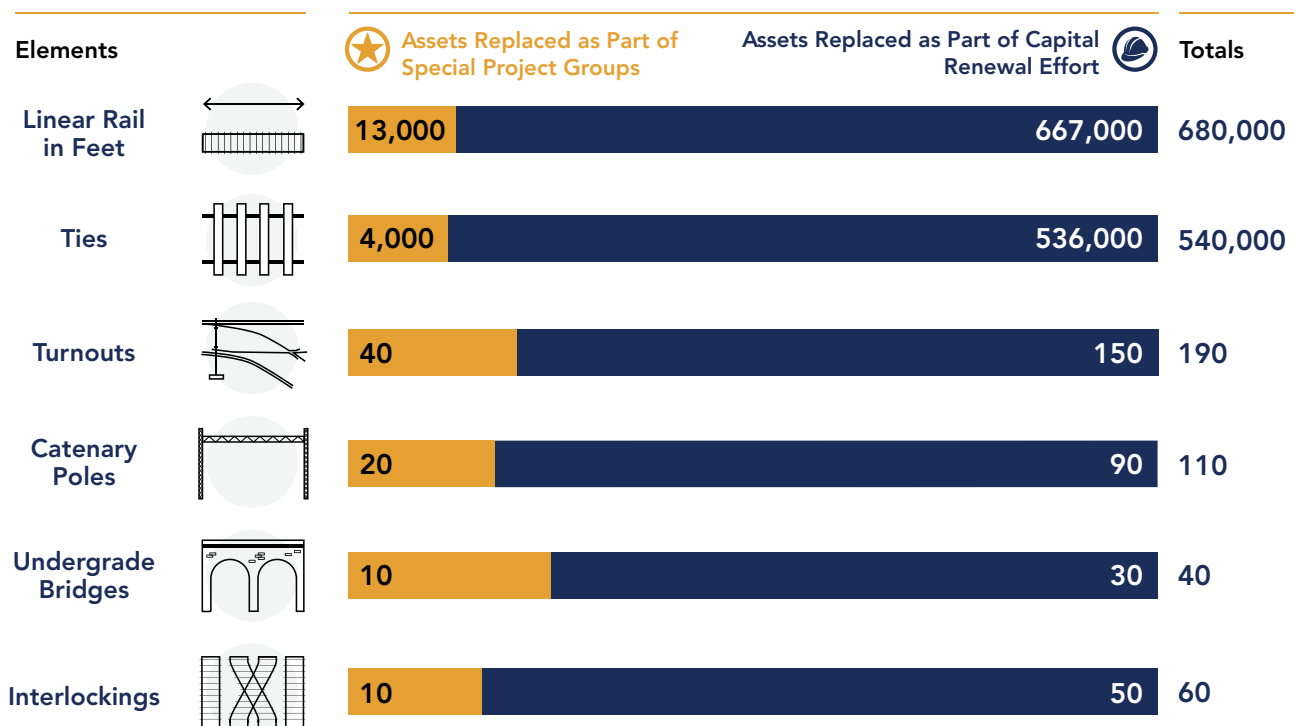 Elements
Assets Replaced as Part of
Special Project Groups
Assets Replaced as Part of Capital
Renewal Effort
Totals
Linear Rail
in Feet
13,000
667,000
680,000
Ties
4,000
536,000
540,000
Turnouts
40
150
190
Catenary
Poles
20
90
110
Undergrade
Bridges
10
30
40
Interlockings
10
50
60